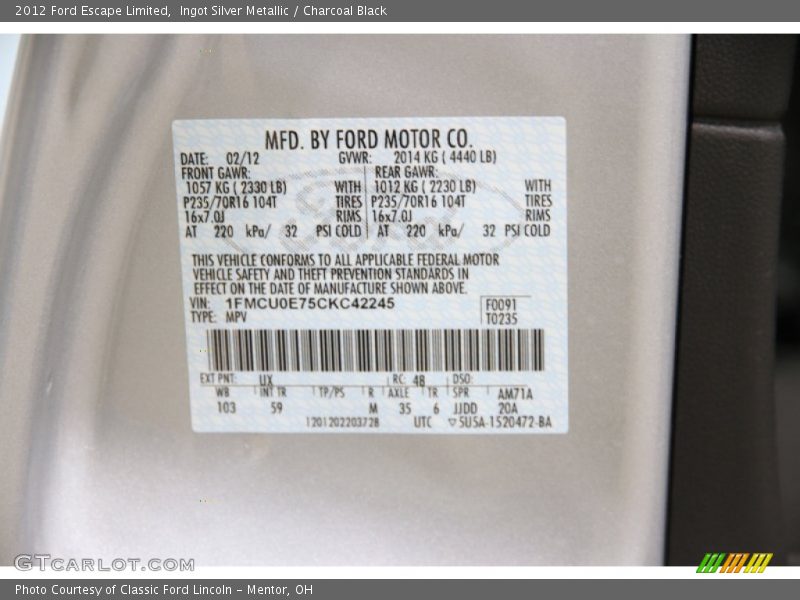 2012 Ford Escape Limited,  Ingot Silver Metallic / Charcoal Black
MFD. BY FORD MOTOR CO.
DATE: 02/12 GVWR: 2014 KG ( 4440 LB)
FRONT GAWR: REAR GAWR:
1057 KG ( 2330 LB) WITH 1012 KG ( 2230 LB) WITH
P235/70R16 104T TIRES P235/70R16 104T TIRES
16x7.0J RIMS 16x7.0J RIMS
AT 220 kPa/ 32 PSI COLD AT 220 kPa/ 32 PSI COLD
THIS VEHICLE CONFORMS TO ALL APPLICABLE FEDERAL MOTOR
VEHICLE SAFETY AND THEFT PREVENTION STANDARDS IN
EFFECT ON THE DATE OF MANUFACTURE SHOWN ABOVE.
VIN: 1FMCU0E75CKC42245 F0091
TYPE: MPV T0235
EXT PNT: UX RC: 48 DSO:
WB INT TR TP/PS R AXLE TR SPR AM71A
103 59 M 35 6 JJDD 20A
1201202203728 UTC ▽5U5A-1520472-BA
GTCARLOT.COM
Photo Courtesy of Classic Ford Lincoln – Mentor, OH